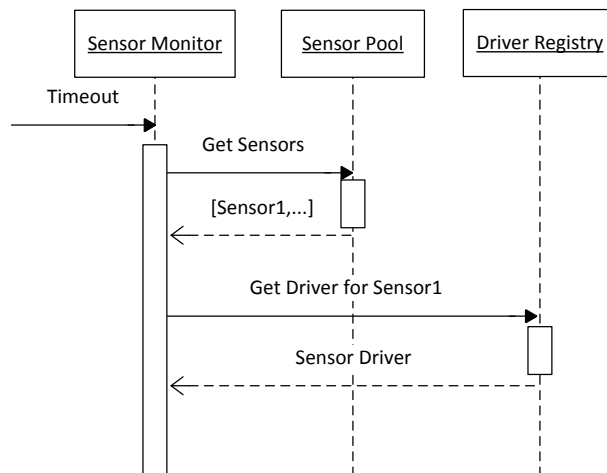 Sensor Monitor
Sensor Pool
Driver Registry
Timeout
Get Sensors
[Sensor1,...]
Get Driver for Sensor1
Sensor Driver